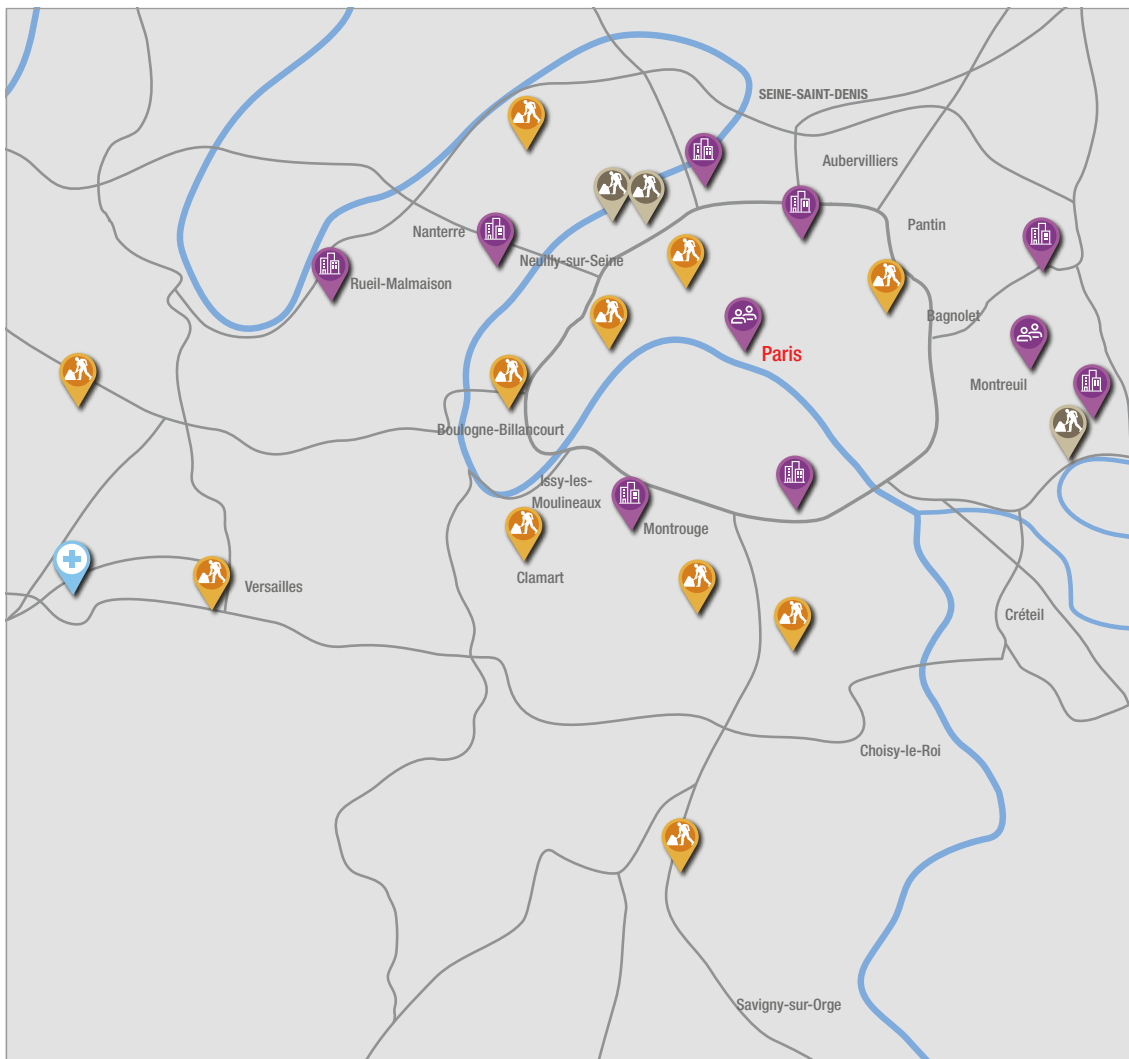 SEINE-SAINT-DENIS
Aubervilliers
Pantin
Nanterre
Neuilly-sur-Seine
Rueil-Malmaison
Bagnolet
Paris
Montreuil
Boulogne-Billancourt
Issy-les-
Moulineaux
Montrouge
Clamart
Versailles
Créteil
Choisy-le-Roi
Savigny-sur-Orge